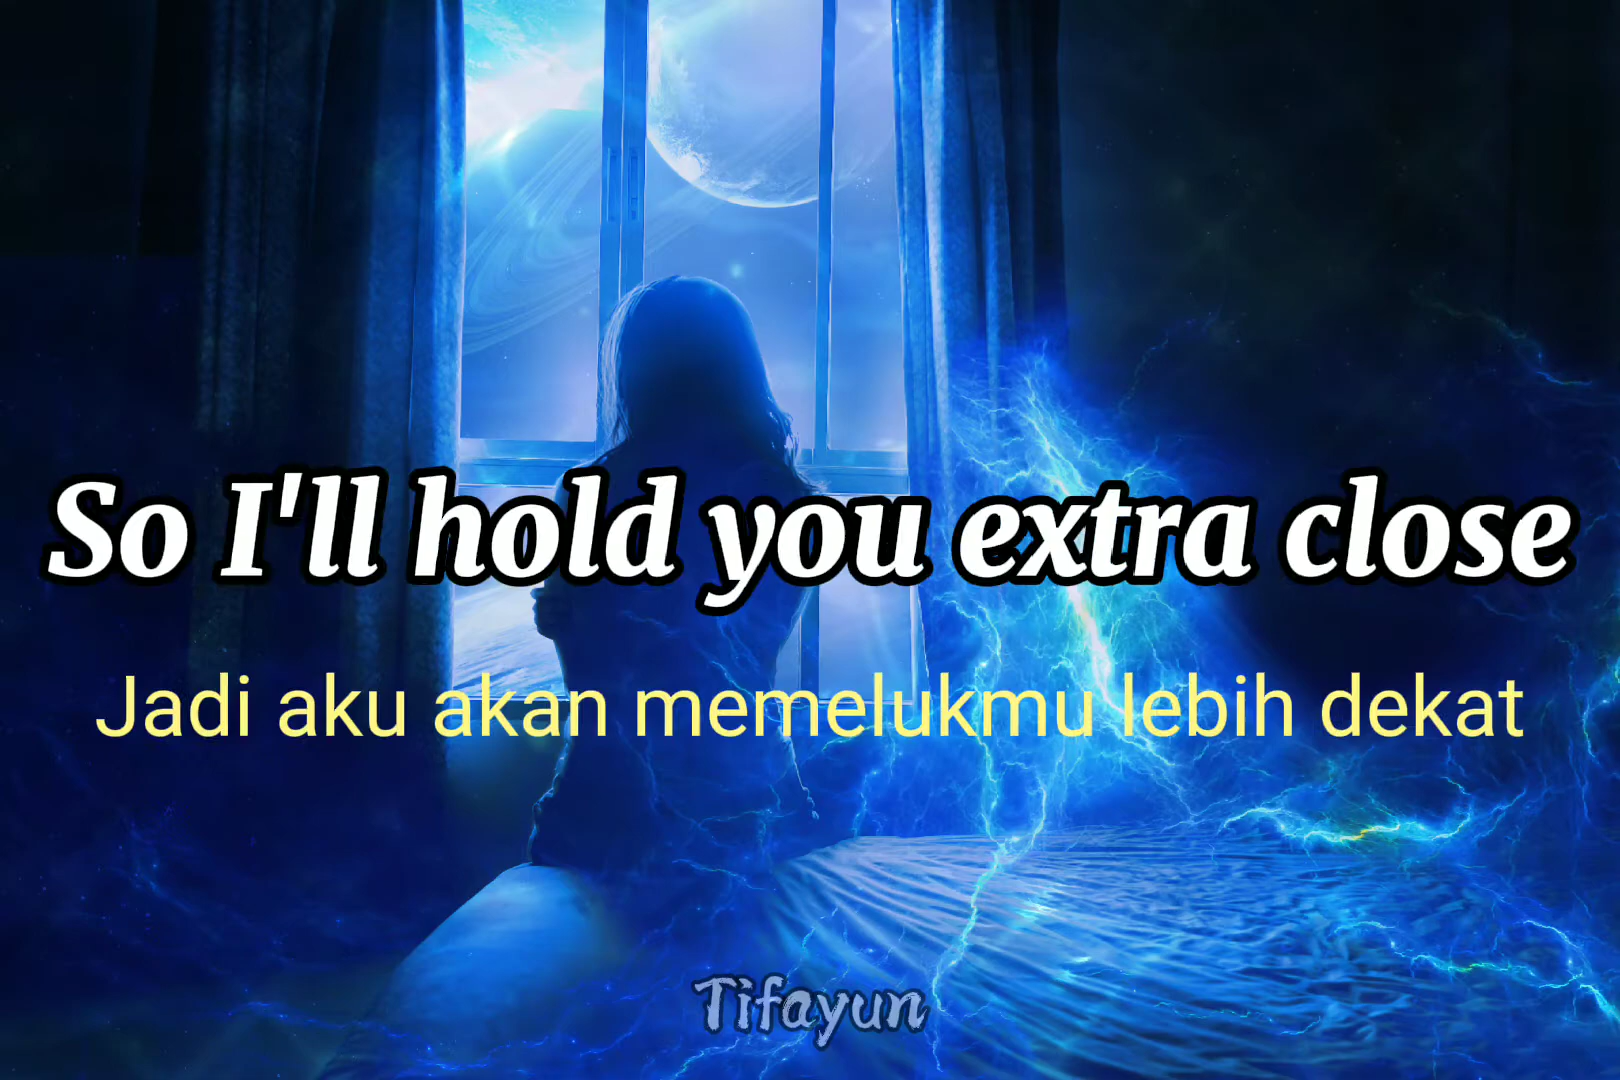 So I'll hold you extra close
Jadi aku akan memelukmu lebih dekat
Tifayun